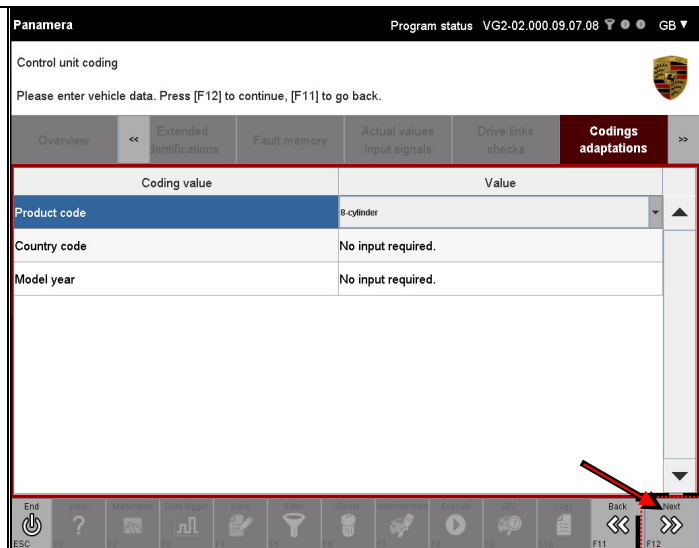 Panamera
Program status VG2-02.000.09.07.08
GB
Control unit coding
Please enter vehicle data. Press [F12] to continue, [F11] to go back.
Overview
<<
Extended
identifications
Fault memory
Actual values
input signals
Drive links
checks
Codings
adaptations
>>
Coding value
Value
Product code
8-cylinder
Country code
No input required.
Model year
No input required.
End
Help
Multimeter
Data logger
Save
Filter
Reset
Execute
OFF
Logs
Back
Next
ESC
F1
F2
F3
F4
F5
F6
F7
F8
F9
F10
F11
F12